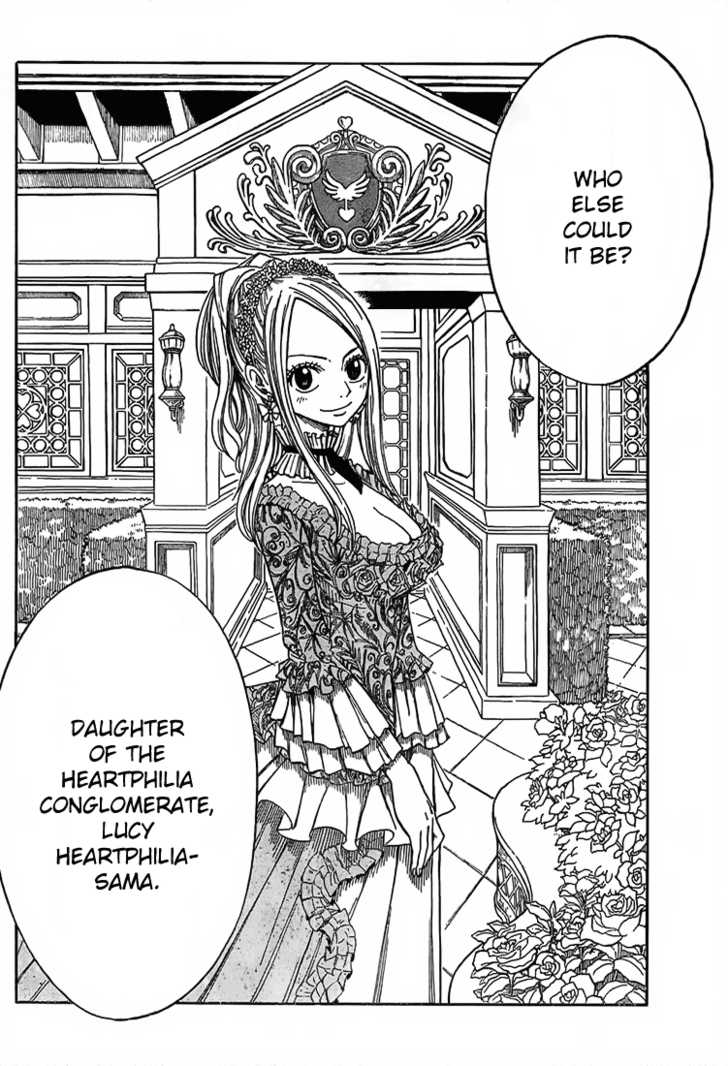 WHO
ELSE
COULD
IT BE?
DAUGHTER
OF THE
HEARTPHILIA
CONGLOMERATE,
LUCY
HEARTPHILIA-
SAMA.